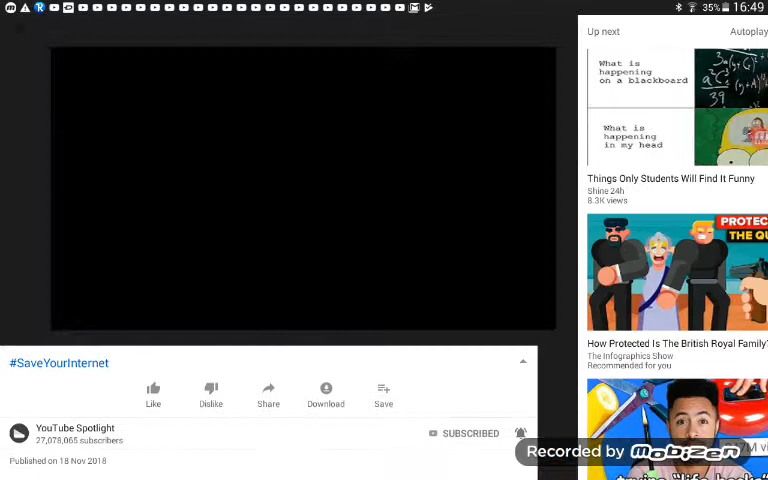 35% 16:49
Up next Autoplay
What is
happening
on a blackboard
What is
happening
in my head
Things Only Students Will Find It Funny
Shine 24h
8.3K views
PROTEC
THE QU
How Protected Is The British Royal Family?
The Infographics Show
Recommended for you
#SaveYourInternet
Like Dislike Share Download Save
YouTube Spotlight
27,078,065 subscribers
SUBSCRIBED
Published on 18 Nov 2018
Recorded by Mobizen